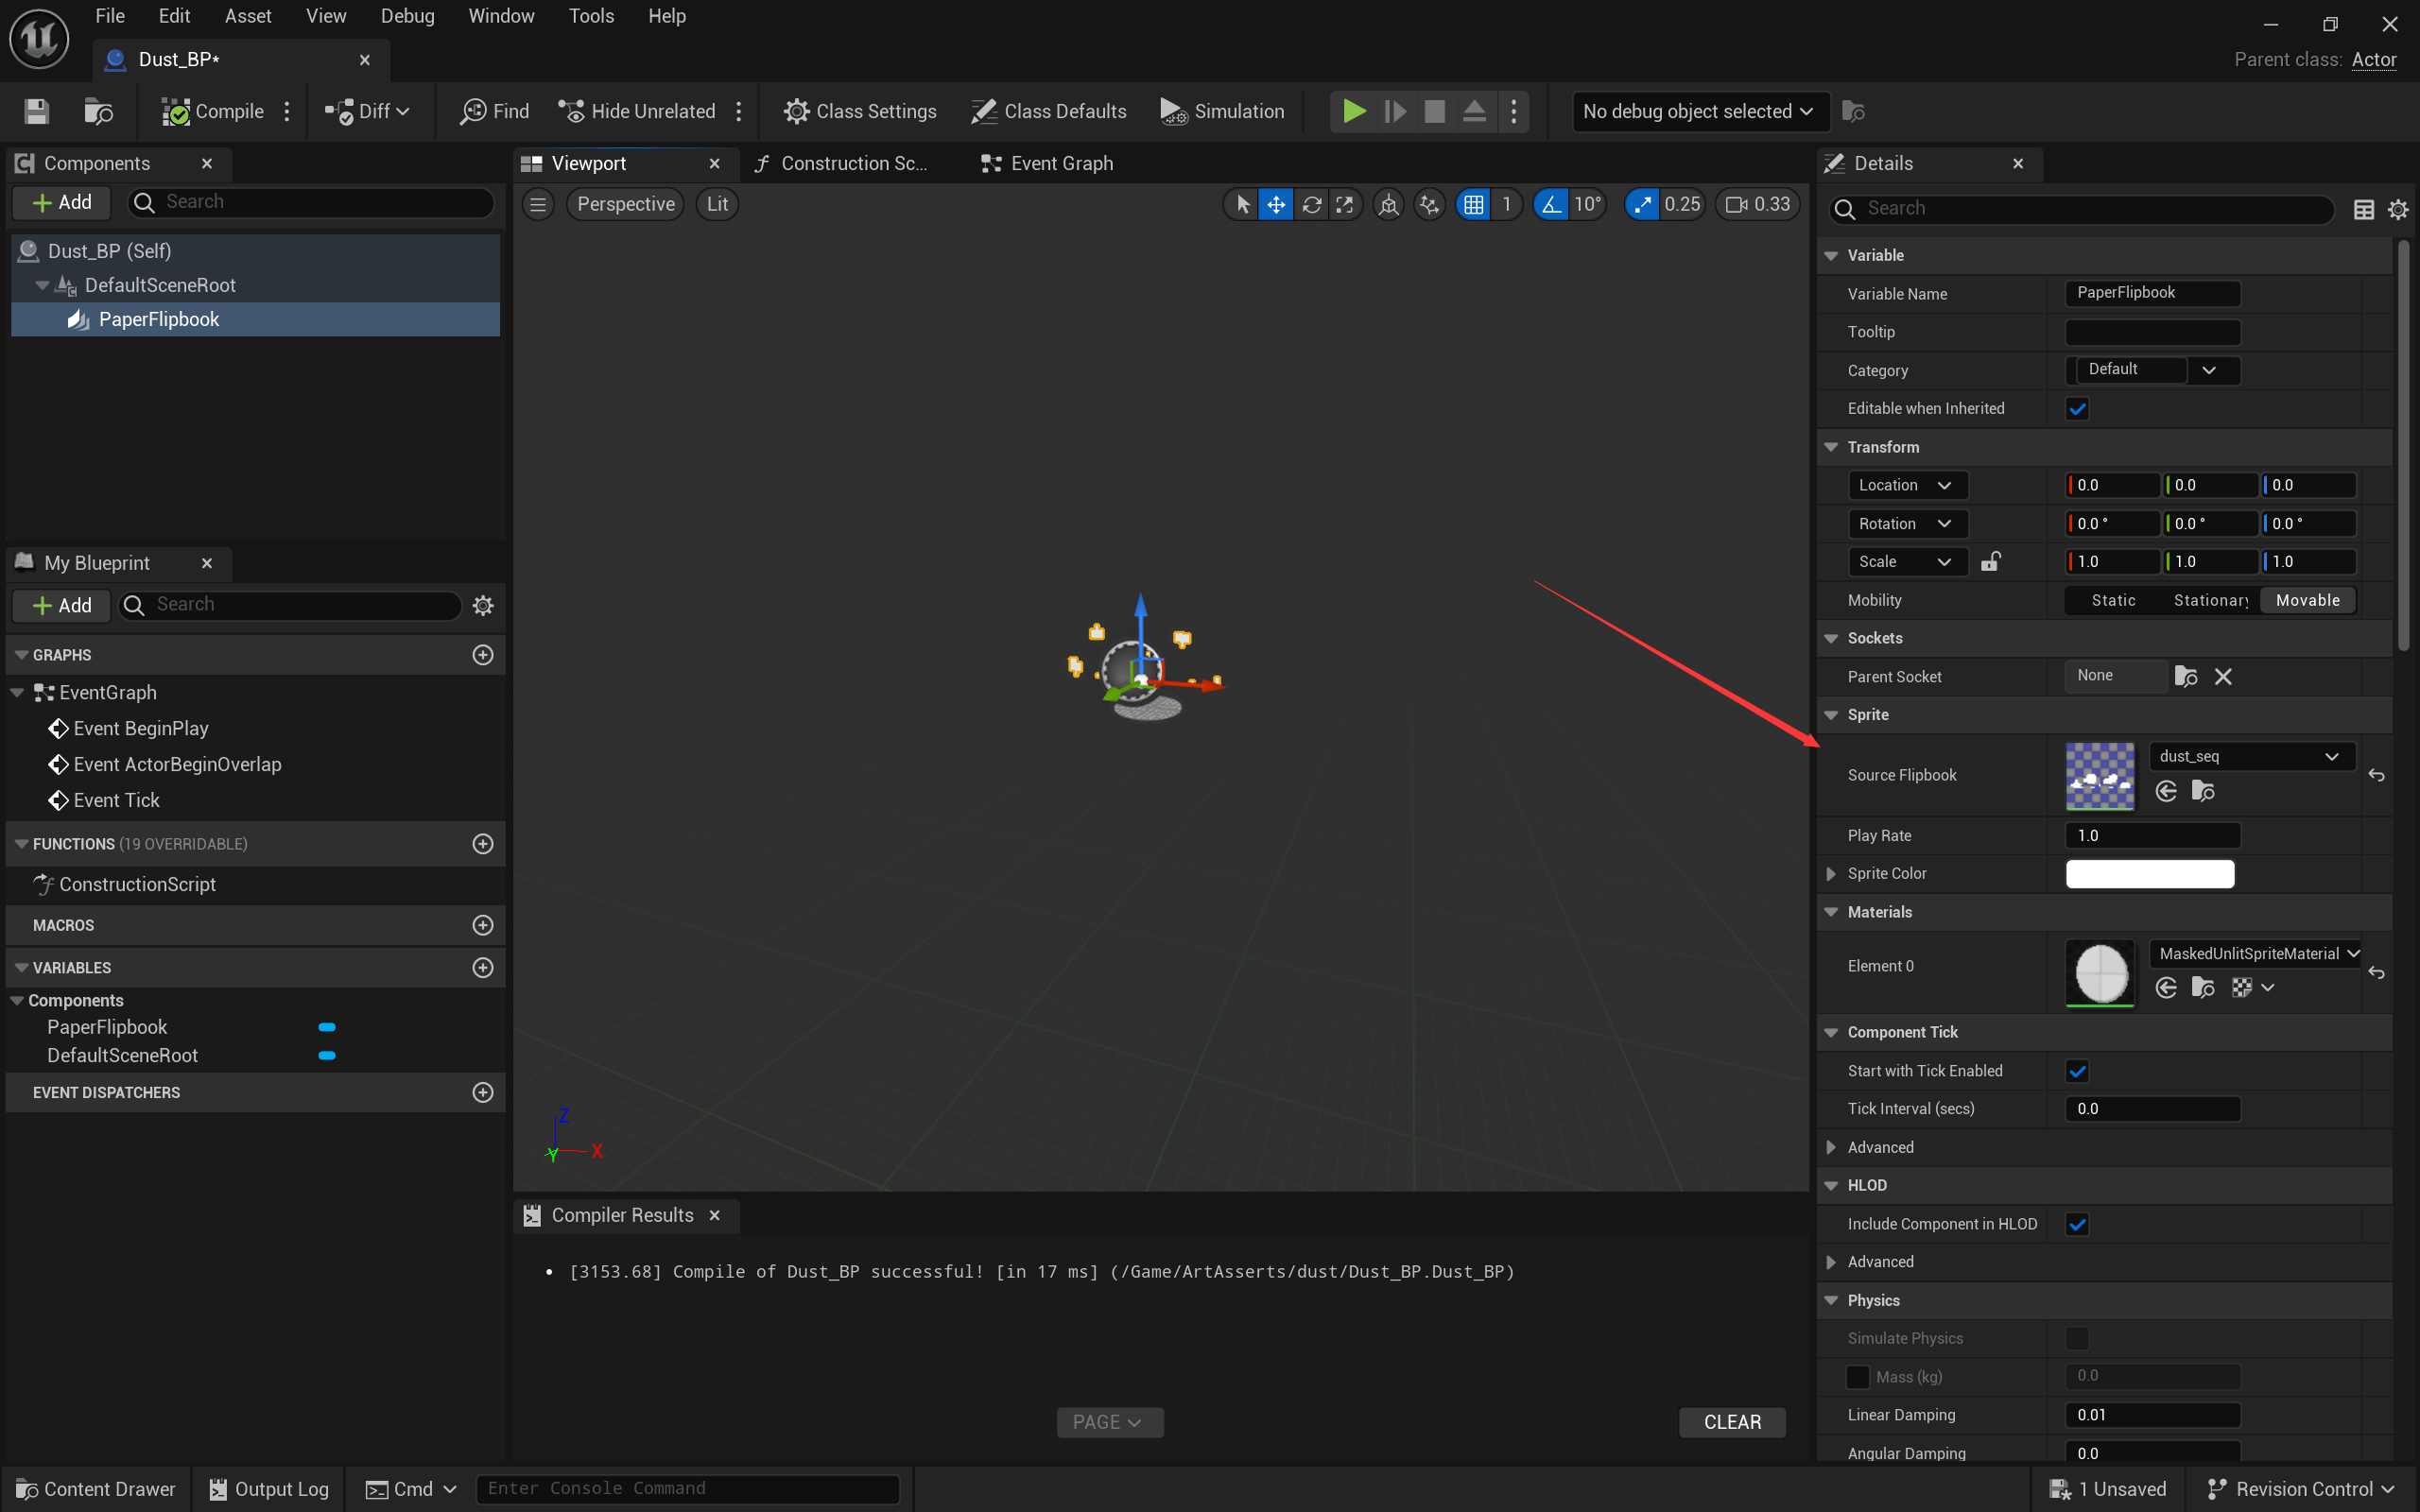 File Edit Asset View Debug Window Tools Help
Dust_BP*
Parent class: Actor
Compile Diff Find Hide Unrelated Class Settings Class Defaults Simulation No debug object selected
Components
Add Search
Dust_BP (Self)
DefaultSceneRoot
PaperFlipbook
My Blueprint
Add Search
GRAPHS
EventGraph
Event BeginPlay
Event ActorBeginOverlap
Event Tick
FUNCTIONS (19 OVERRIDABLE)
ConstructionScript
MACROS
VARIABLES
Components
PaperFlipbook
DefaultSceneRoot
EVENT DISPATCHERS
Viewport Construction Sc... Event Graph
Perspective Lit 1 10° 0.25 0.33
Z
X
Y
Compiler Results
• [3153.68] Compile of Dust_BP successful! [in 17 ms] (/Game/ArtAsserts/dust/Dust_BP.Dust_BP)
PAGE CLEAR
Details
Search
Variable
Variable Name PaperFlipbook
Tooltip
Category Default
Editable when Inherited
Transform
Location 0.0 0.0 0.0
Rotation 0.0 ° 0.0 ° 0.0 °
Scale 1.0 1.0 1.0
Mobility Static Stationary Movable
Sockets
Parent Socket None
Sprite
Source Flipbook dust_seq
Play Rate 1.0
Sprite Color
Materials
Element 0 MaskedUnlitSpriteMaterial
Component Tick
Start with Tick Enabled
Tick Interval (secs) 0.0
Advanced
HLOD
Include Component in HLOD
Advanced
Physics
Simulate Physics
Mass (kg) 0.0
Linear Damping 0.01
Angular Damping 0.0
Content Drawer Output Log Cmd Enter Console Command 1 Unsaved Revision Control